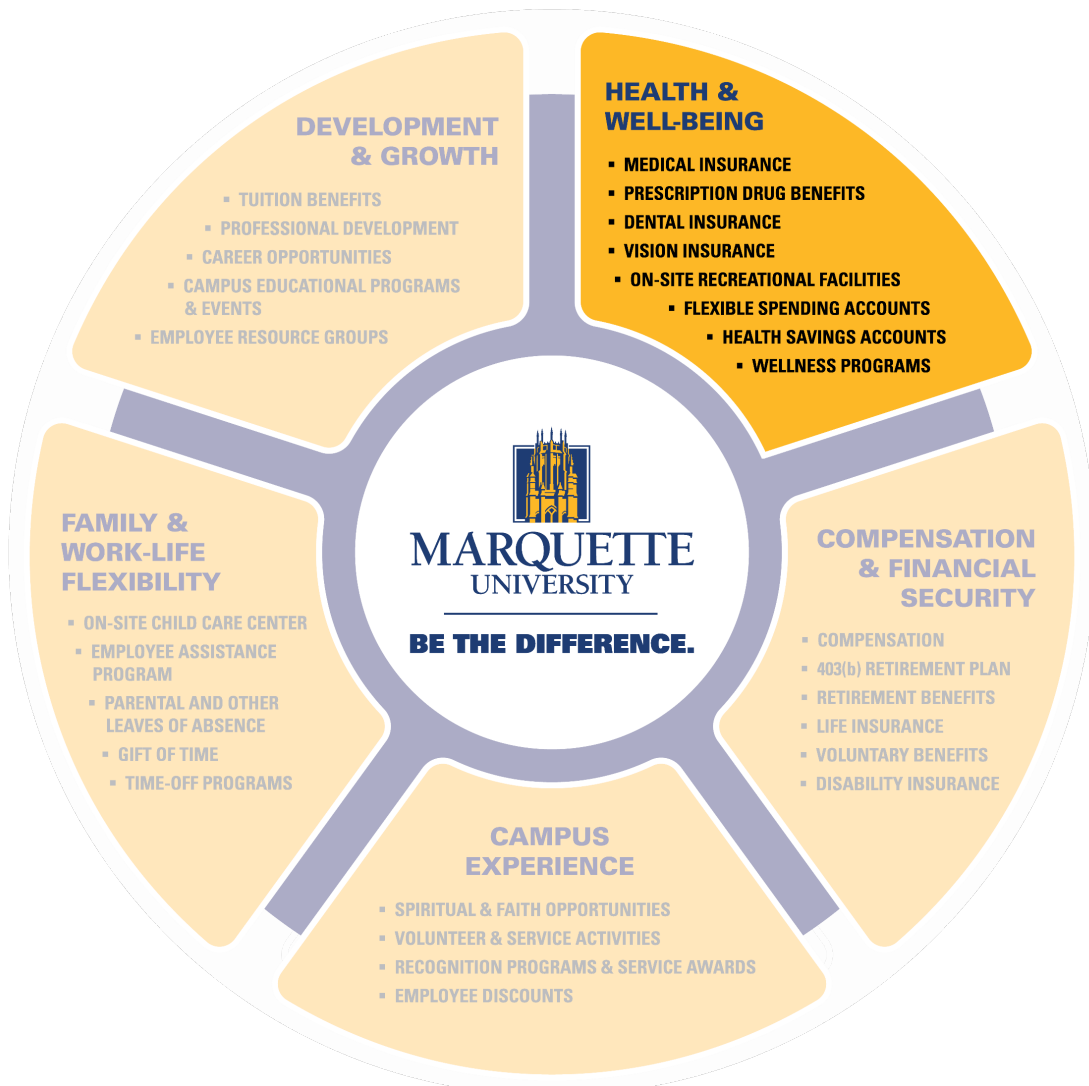 HEALTH &
WELL-BEING
▪ MEDICAL INSURANCE
▪ PRESCRIPTION DRUG BENEFITS
▪ DENTAL INSURANCE
▪ VISION INSURANCE
▪ ON-SITE RECREATIONAL FACILITIES
▪ FLEXIBLE SPENDING ACCOUNTS
▪ HEALTH SAVINGS ACCOUNTS
▪ WELLNESS PROGRAMS
COMPENSATION
& FINANCIAL
SECURITY
▪ COMPENSATION
▪ 403(b) RETIREMENT PLAN
▪ RETIREMENT BENEFITS
▪ LIFE INSURANCE
▪ VOLUNTARY BENEFITS
▪ DISABILITY INSURANCE
CAMPUS
EXPERIENCE
▪ SPIRITUAL & FAITH OPPORTUNITIES
▪ VOLUNTEER & SERVICE ACTIVITIES
▪ RECOGNITION PROGRAMS & SERVICE AWARDS
▪ EMPLOYEE DISCOUNTS
FAMILY &
WORK-LIFE
FLEXIBILITY
▪ ON-SITE CHILD CARE CENTER
▪ EMPLOYEE ASSISTANCE
PROGRAM
▪ PARENTAL AND OTHER
LEAVES OF ABSENCE
▪ GIFT OF TIME
▪ TIME-OFF PROGRAMS
DEVELOPMENT
& GROWTH
▪ TUITION BENEFITS
▪ PROFESSIONAL DEVELOPMENT
▪ CAREER OPPORTUNITIES
▪ CAMPUS EDUCATIONAL PROGRAMS
& EVENTS
▪ EMPLOYEE RESOURCE GROUPS
MARQUETTE
UNIVERSITY
BE THE DIFFERENCE.